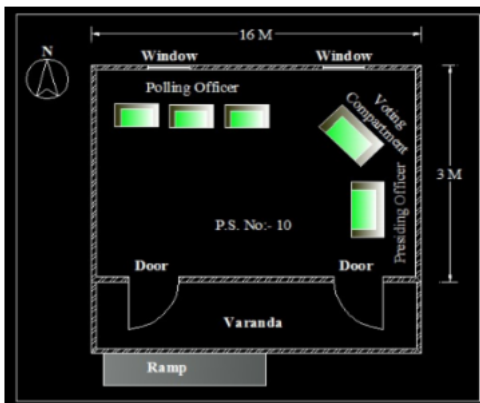 16 M
N
Window
Window
Polling Officer
Voting
Compartment
3 M
Presiding Officer
P.S. No:- 10
Door
Door
Varanda
Ramp